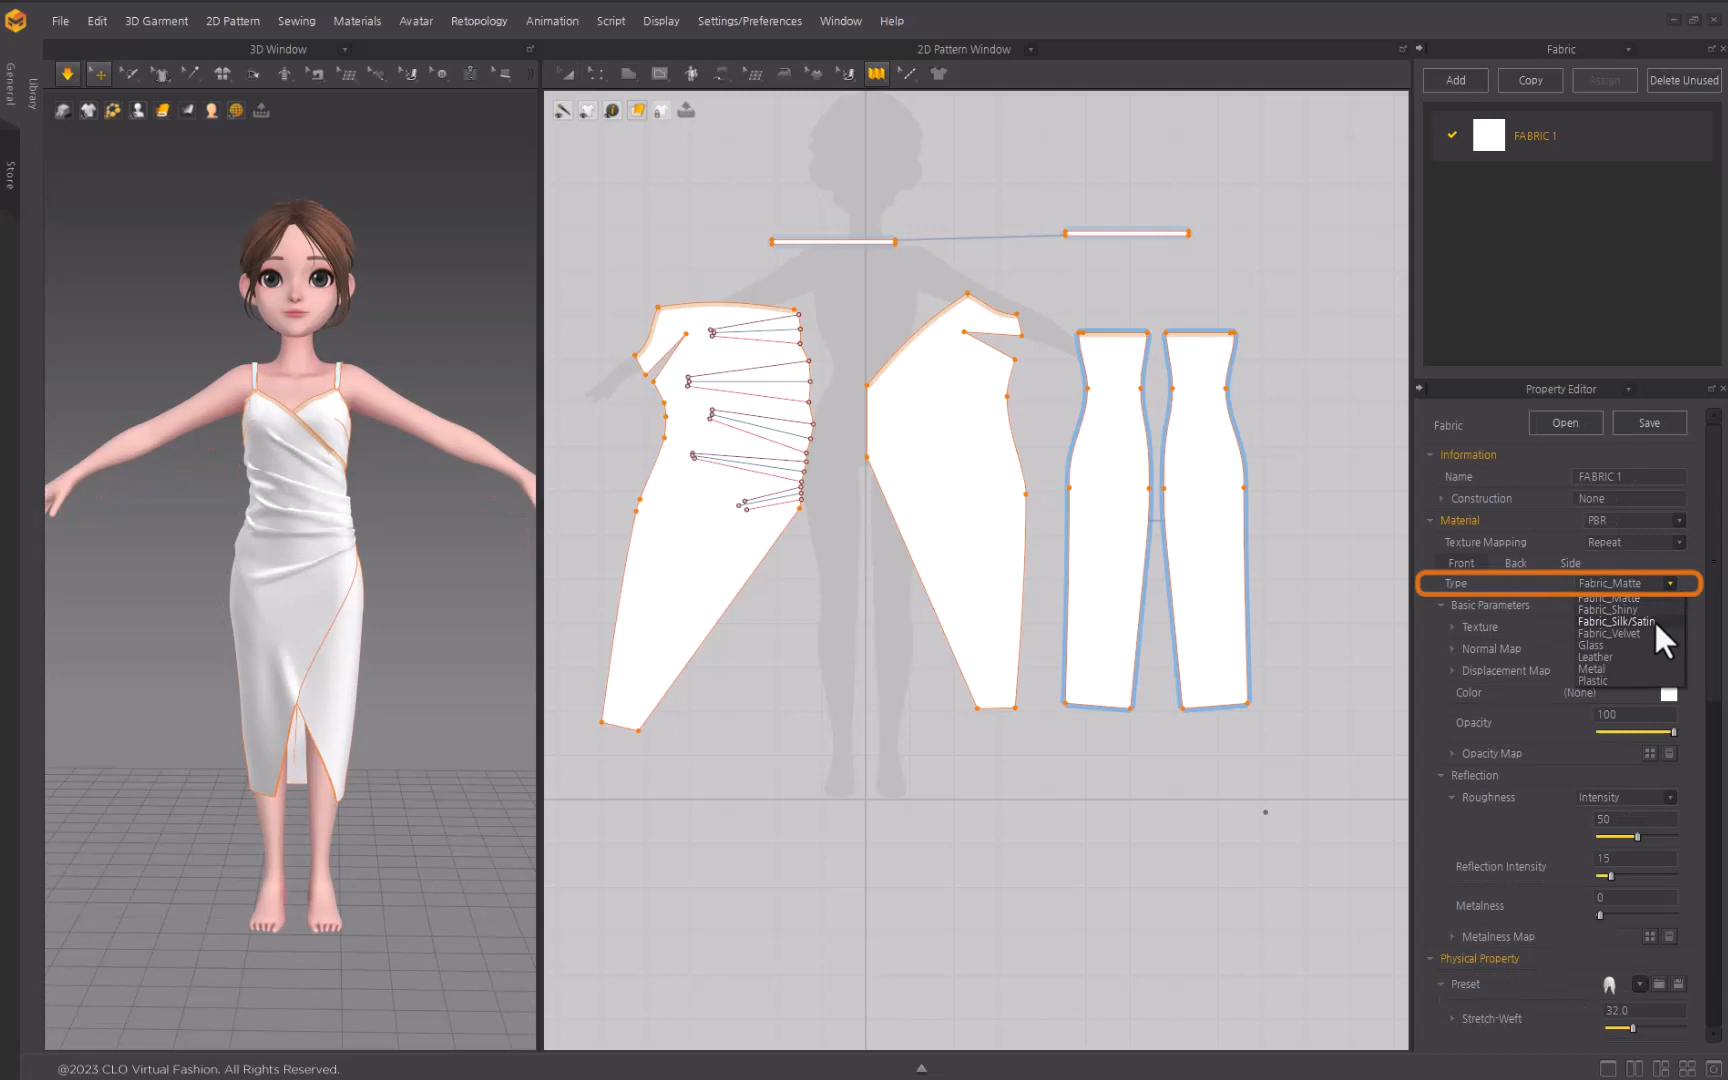 File Edit 3D Garment 2D Pattern Sewing Materials Avatar Retopology Animation Script Display Settings/Preferences Window Help
General
Library
Store
3D Window
2D Pattern Window
Fabric
Add Copy Assign Delete Unused
FABRIC 1
Property Editor
Fabric Open Save
Information
Name FABRIC 1
Construction None
Material PBR
Texture Mapping Repeat
Front Back Side
Type Fabric_Matte
Fabric_Matte
Basic Parameters Fabric_Shiny
Fabric_Silk/Satin
Texture Fabric_Velvet
Normal Map Glass
Leather
Displacement Map Metal
Plastic
Color (None)
Opacity 100
Opacity Map
Reflection
Roughness Intensity
50
Reflection Intensity 15
Metalness 0
Metalness Map
Physical Property
Preset
Stretch-Weft 32.0
@2023 CLO Virtual Fashion. All Rights Reserved.